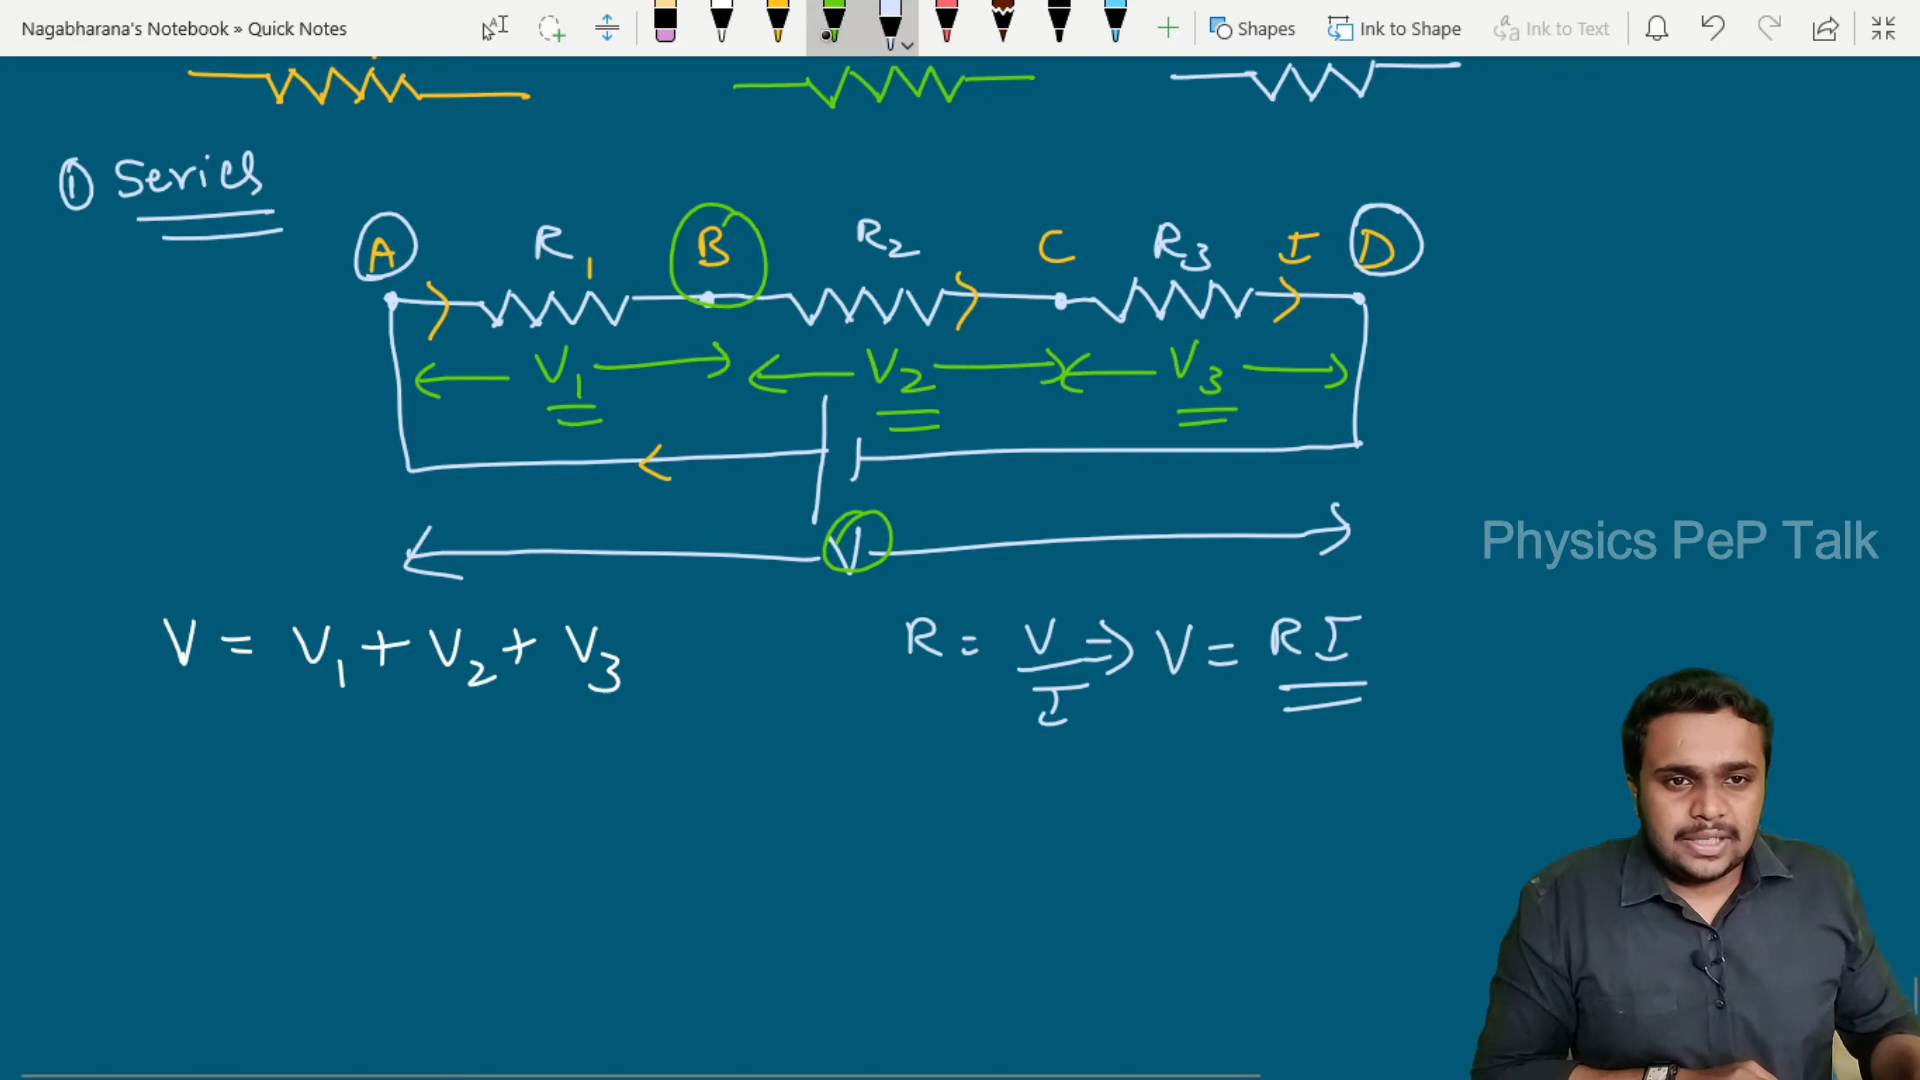 Nagabharana's Notebook » Quick Notes
Shapes
Ink to Shape
Ink to Text
① Series
A R1 B R2 C R3 I D
V1 V2 V3
V
Physics PeP Talk
V = V1 + V2 + V3
R = V/I ⇒ V = RI